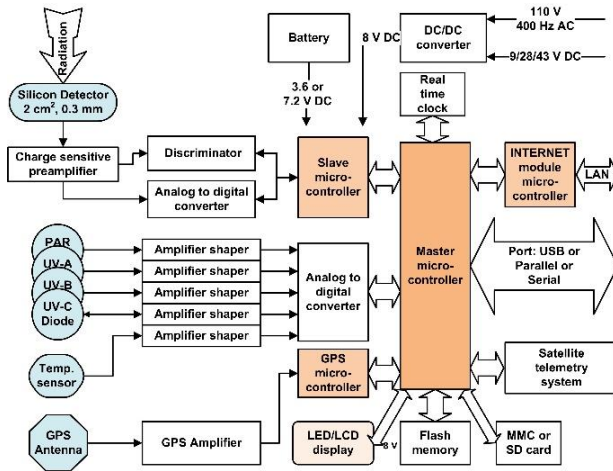 Radiation
Silicon Detector
2 cm², 0.3 mm
Charge sensitive
preamplifier
Discriminator
Analog to digital
converter
Battery
3.6 or
7.2 V DC
8 V DC
DC/DC
converter
110 V
400 Hz AC
9/28/43 V DC
Real
time
clock
Slave
micro-
controller
Master
micro-
controller
INTERNET
module
micro-
controller
LAN
Port: USB or
Parallel or
Serial
PAR
UV-A
UV-B
UV-C
Diode
Amplifier shaper
Amplifier shaper
Amplifier shaper
Amplifier shaper
Amplifier shaper
Analog to
digital
converter
Temp.
sensor
GPS
micro-
controller
Satellite
telemetry
system
GPS
Antenna
GPS Amplifier
LED/LCD
display
8 V
Flash
memory
MMC or
SD card